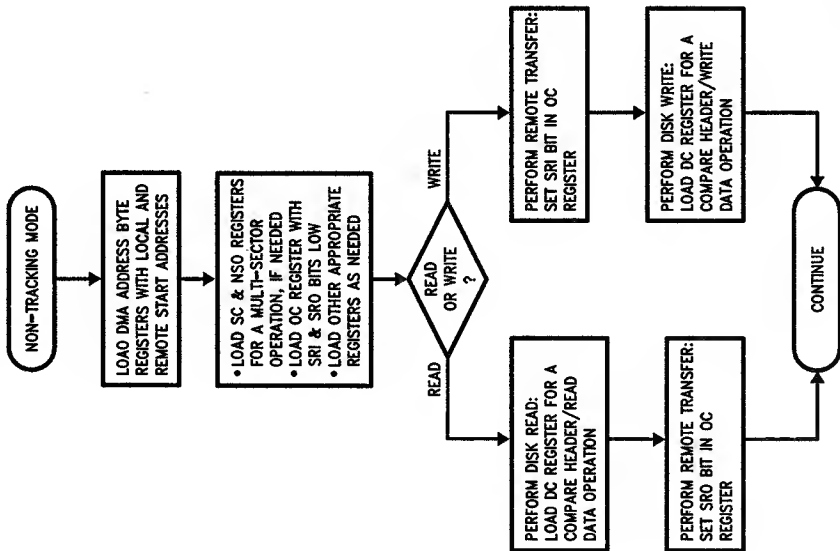 NON-TRACKING MODE
LOAO DMA ADDRESS BYTE
REGISTERS WITH LOCAL AND
REMOTE START ADDRESSES
• LOAD SC & NSO REGISTERS
FOR A MULTI-SECTOR
OPERATION, IF NEEDED
• LOAD OC REGISTER WITH
SRI & SRO BITS LOW
• LOAD OTHER APPROPRIATE
REGISTERS AS NEEDED
READ
OR WRITE
?
READ
WRITE
PERFORM DISK READ:
LOAD DC REGISTER FOR A
COMPARE HEADER/READ
DATA OPERATION
PERFORM REMOTE TRANSFER:
SET SRO BIT IN OC
REGISTER
PERFORM REMOTE TRANSFER:
SET SRI BIT IN OC
REGISTER
PERFORM DISK WRITE:
LOAD DC REGISTER FOR A
COMPARE HEADER/WRITE
DATA OPERATION
CONTINUE